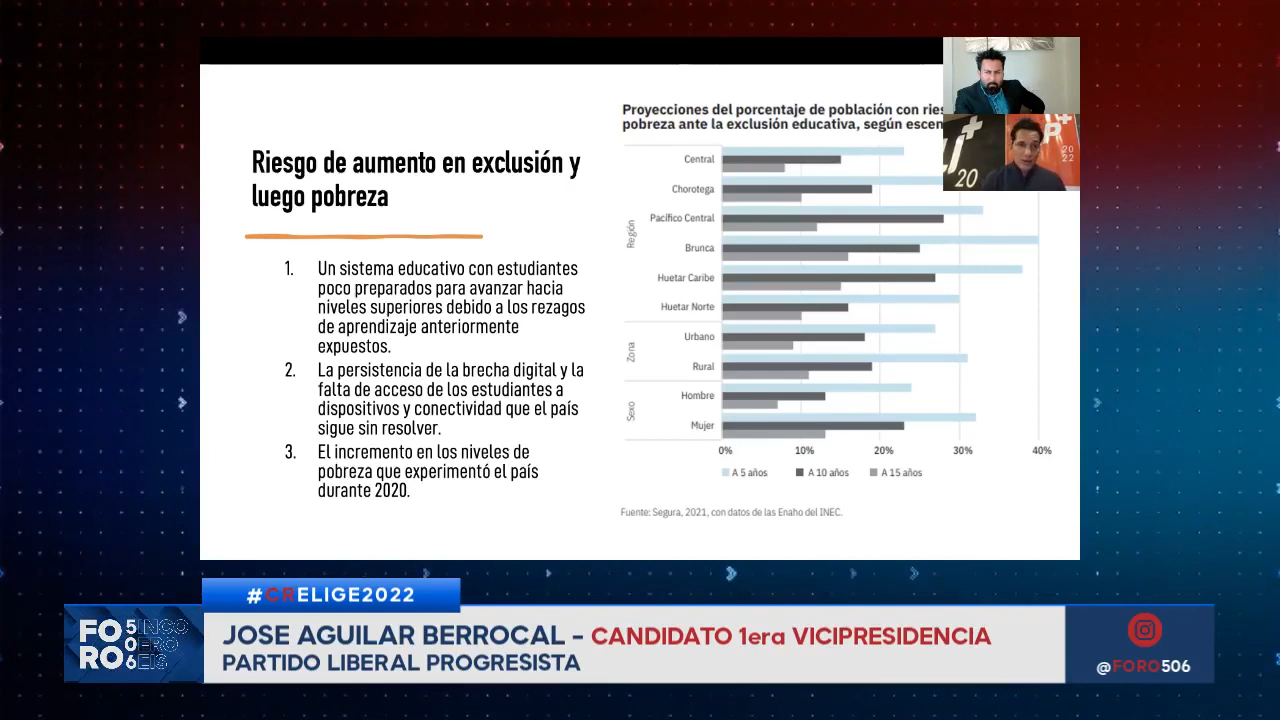 Proyecciones del porcentaje de población con
pobreza ante la exclusión educativa, según
Riesgo de aumento en exclusión y
luego pobreza
1. Un sistema educativo con estudiantes
poco preparados para avanzar hacia
niveles superiores debido a los rezagos
de aprendizaje anteriormente
expuestos.
2. La persistencia de la brecha digital y la
falta de acceso de los estudiantes a
dispositivos y conectividad que el país
sigue sin resolver.
3. El incremento en los niveles de
pobreza que experimentó el país
durante 2020.
Región
Central
Chorotega
Pacífico Central
Brunca
Huetar Caribe
Huetar Norte
Zona
Urbano
Rural
Sexo
Hombre
Mujer
0% 10% 20% 30% 40%
A 5 años A 10 años A 15 años
Fuente: Segura, 2021, con datos de las Enaho del INEC.
20
20
22
#CRELIGE2022
FORO
506
JOSE AGUILAR BERROCAL - CANDIDATO 1era VICIPRESIDENCIA
PARTIDO LIBERAL PROGRESISTA
@FORO506